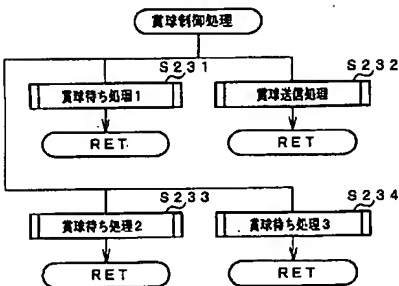 賞球制御処理
S231
賞球待ち処理1
RET
S232
賞球送信処理
RET
S233
賞球待ち処理2
RET
S234
賞球待ち処理3
RET